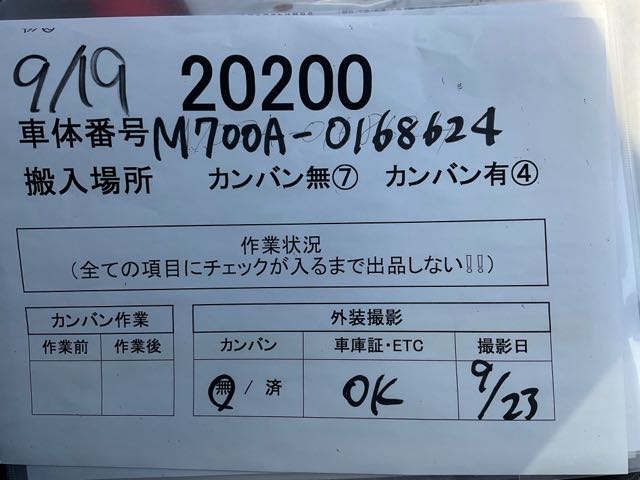 9/19 20200
車体番号 M700A-0168624
搬入場所 カンバン無⑦ カンバン有④
作業状況
(全ての項目にチェックが入るまで出品しない!!)
カンバン作業
作業前 作業後
外装撮影
カンバン 車庫証・ETC 撮影日
無 / 済 OK 9/23